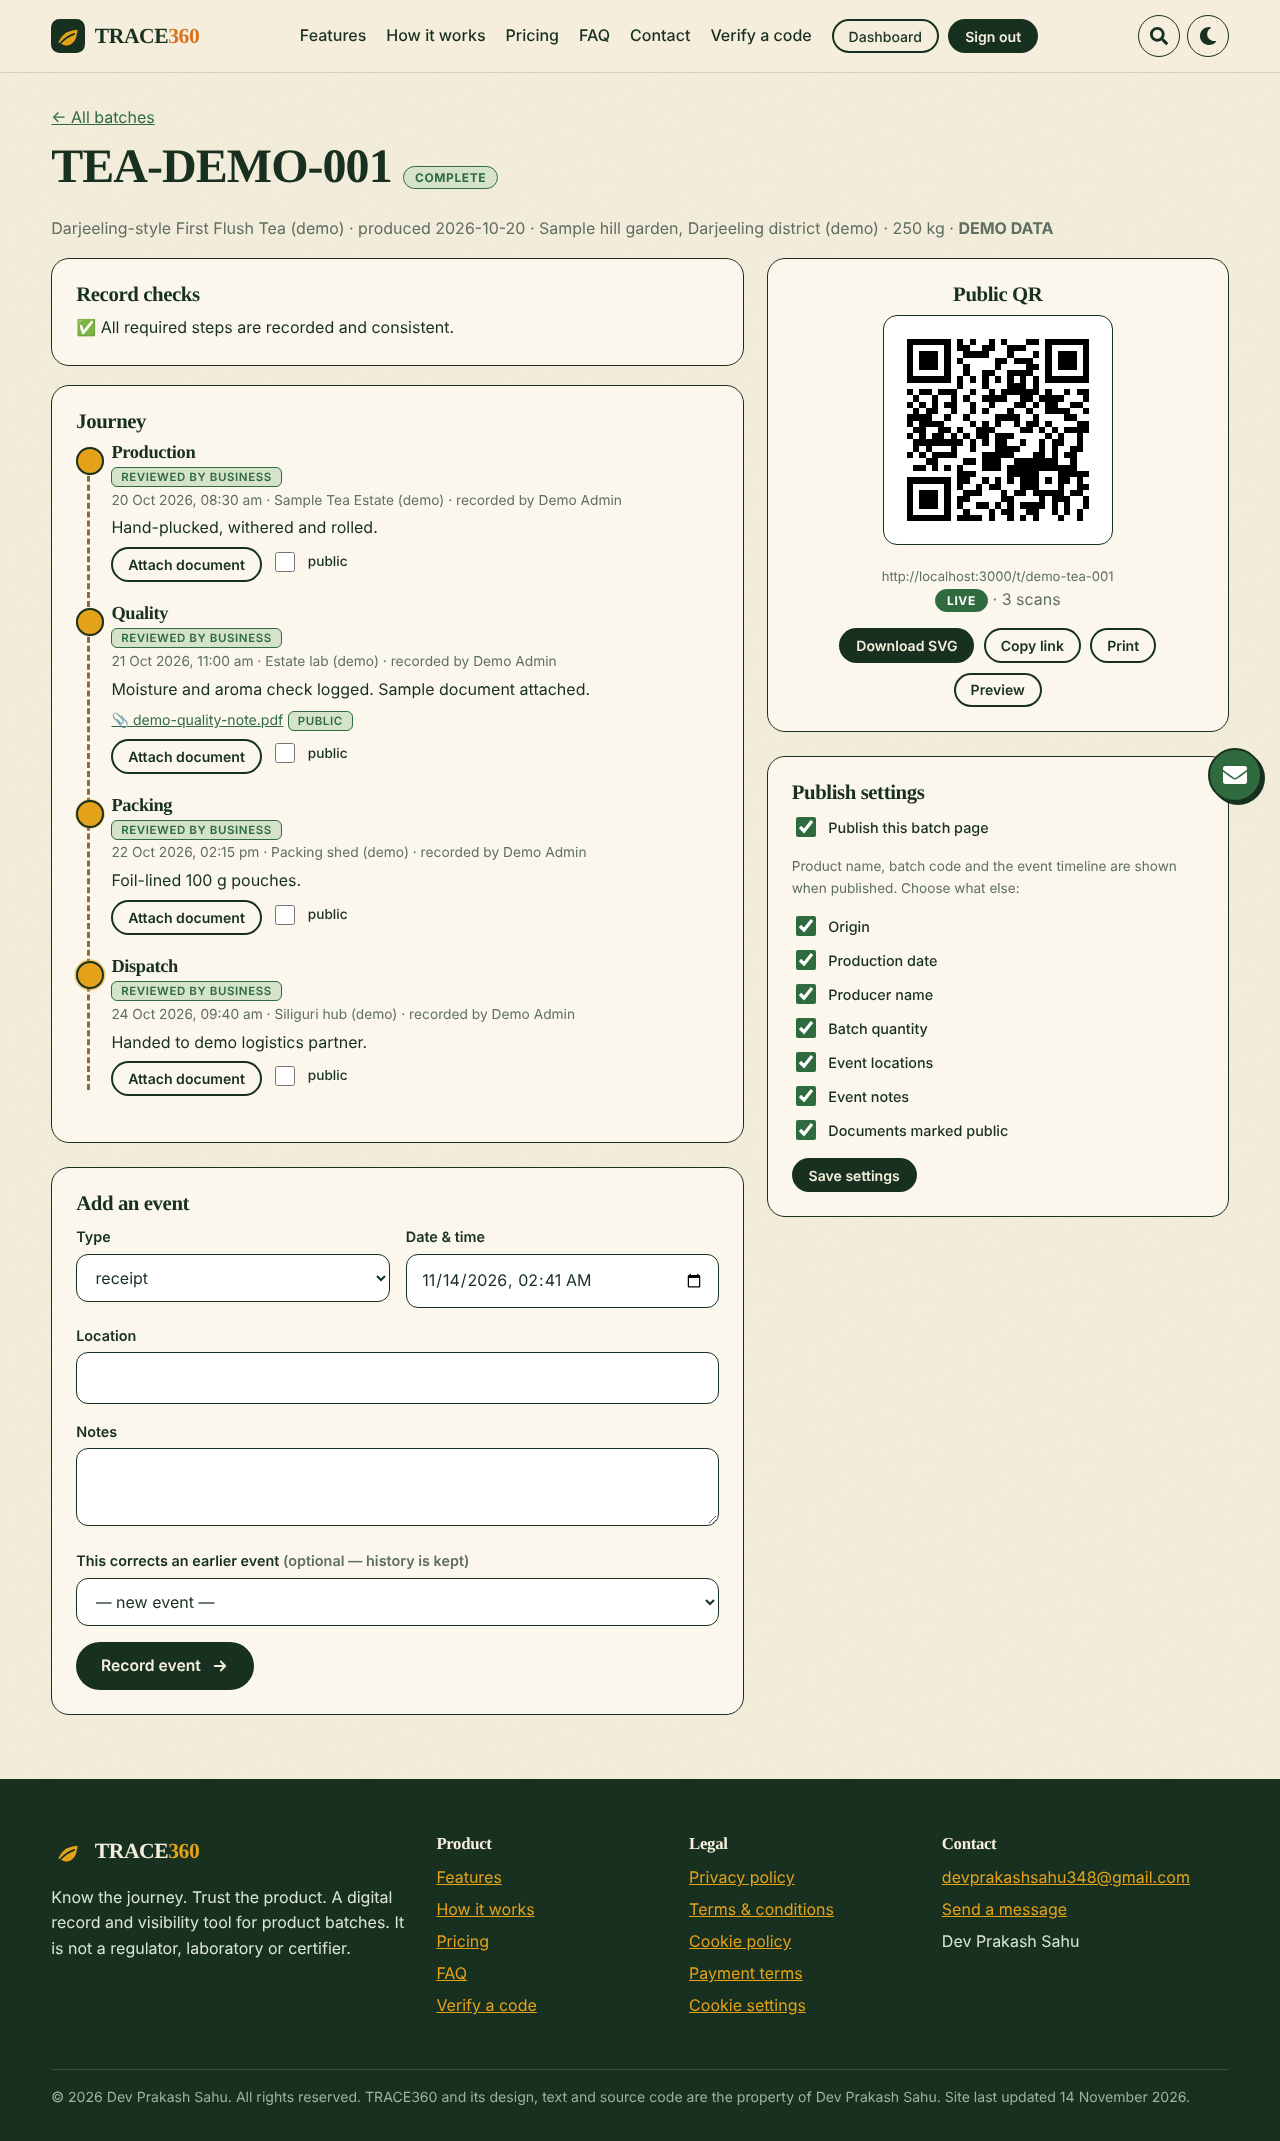 TRACE360
Features How it works Pricing FAQ Contact Verify a code Dashboard Sign out
← All batches
TEA-DEMO-001 COMPLETE
Darjeeling-style First Flush Tea (demo) · produced 2026-10-20 · Sample hill garden, Darjeeling district (demo) · 250 kg · DEMO DATA
Record checks
✅ All required steps are recorded and consistent.
Journey
Production
REVIEWED BY BUSINESS
20 Oct 2026, 08:30 am · Sample Tea Estate (demo) · recorded by Demo Admin
Hand-plucked, withered and rolled.
Attach document public
Quality
REVIEWED BY BUSINESS
21 Oct 2026, 11:00 am · Estate lab (demo) · recorded by Demo Admin
Moisture and aroma check logged. Sample document attached.
📎 demo-quality-note.pdf PUBLIC
Attach document public
Packing
REVIEWED BY BUSINESS
22 Oct 2026, 02:15 pm · Packing shed (demo) · recorded by Demo Admin
Foil-lined 100 g pouches.
Attach document public
Dispatch
REVIEWED BY BUSINESS
24 Oct 2026, 09:40 am · Siliguri hub (demo) · recorded by Demo Admin
Handed to demo logistics partner.
Attach document public
Add an event
Type Date & time
receipt 11/14/2026, 02:41 AM
Location
Notes
This corrects an earlier event (optional — history is kept)
— new event —
Record event →
Public QR
http://localhost:3000/t/demo-tea-001
LIVE · 3 scans
Download SVG Copy link Print
Preview
Publish settings
Publish this batch page
Product name, batch code and the event timeline are shown
when published. Choose what else:
Origin
Production date
Producer name
Batch quantity
Event locations
Event notes
Documents marked public
Save settings
TRACE360
Know the journey. Trust the product. A digital
record and visibility tool for product batches. It
is not a regulator, laboratory or certifier.
Product
Features
How it works
Pricing
FAQ
Verify a code
Legal
Privacy policy
Terms & conditions
Cookie policy
Payment terms
Cookie settings
Contact
devprakashsahu348@gmail.com
Send a message
Dev Prakash Sahu
© 2026 Dev Prakash Sahu. All rights reserved. TRACE360 and its design, text and source code are the property of Dev Prakash Sahu. Site last updated 14 November 2026.